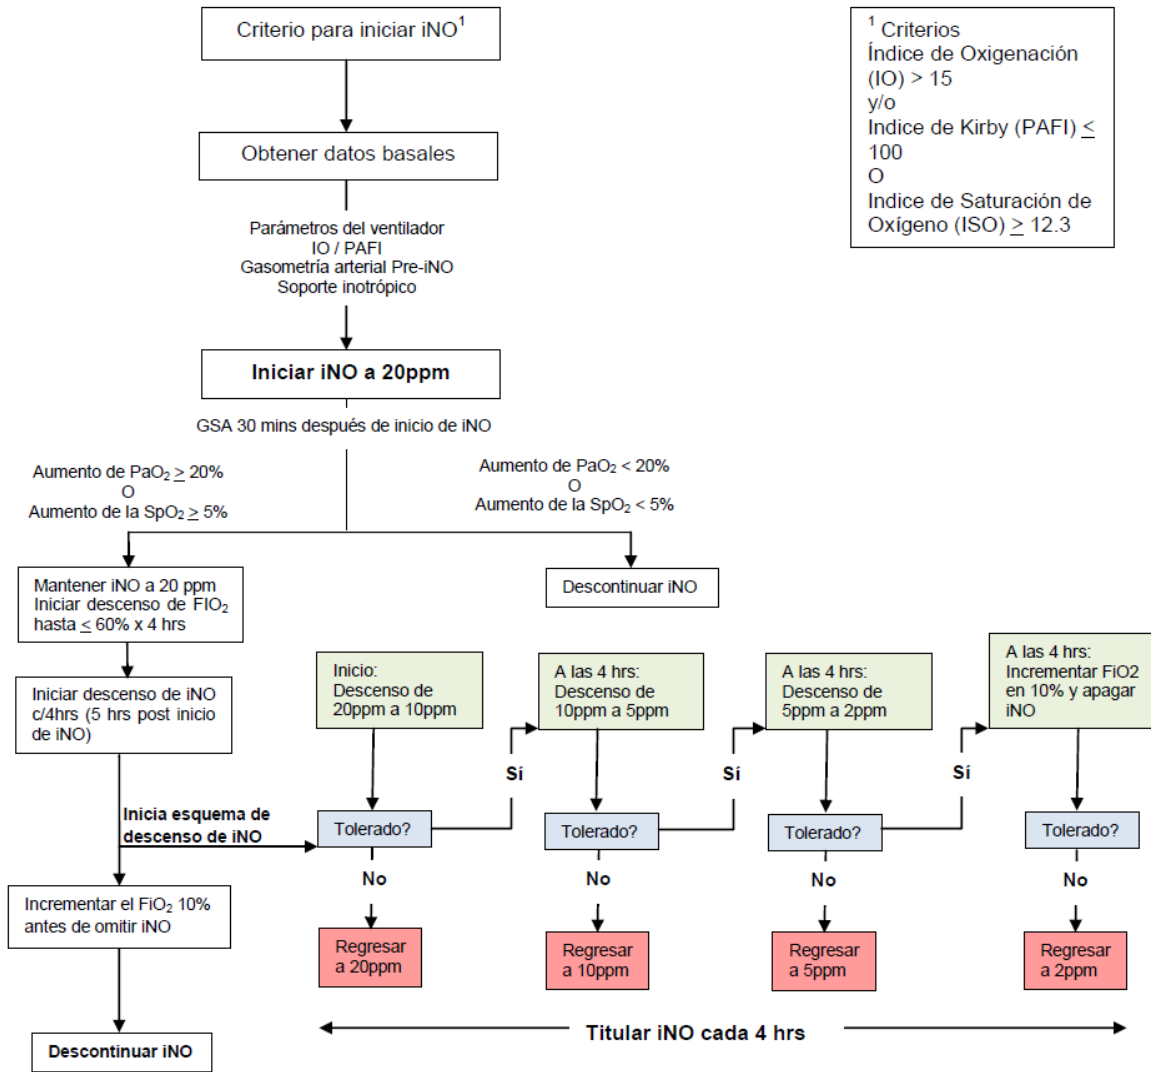 Criterio para iniciar iNO¹
¹ Criterios
Índice de Oxigenación
(IO) > 15
y/o
Indice de Kirby (PAFI) ≤
100
O
Indice de Saturación de
Oxígeno (ISO) ≥ 12.3
Obtener datos basales
Parámetros del ventilador
IO / PAFI
Gasometría arterial Pre-iNO
Soporte inotrópico
Iniciar iNO a 20ppm
GSA 30 mins después de inicio de iNO
Aumento de PaO₂ ≥ 20%
O
Aumento de la SpO₂ ≥ 5%
Aumento de PaO₂ < 20%
O
Aumento de la SpO₂ < 5%
Mantener iNO a 20 ppm
Iniciar descenso de FIO₂
hasta ≤ 60% x 4 hrs
Descontinuar iNO
Iniciar descenso de iNO
c/4hrs (5 hrs post inicio
de iNO)
Inicio:
Descenso de
20ppm a 10ppm
A las 4 hrs:
Descenso de
10ppm a 5ppm
A las 4 hrs:
Descenso de
5ppm a 2ppm
A las 4 hrs:
Incrementar FiO2
en 10% y apagar
iNO
Sí
Sí
Sí
Inicia esquema de
descenso de iNO
Tolerado?
Tolerado?
Tolerado?
Tolerado?
No
No
No
No
Incrementar el FiO₂ 10%
antes de omitir iNO
Regresar
a 20ppm
Regresar
a 10ppm
Regresar
a 5ppm
Regresar
a 2ppm
Titular iNO cada 4 hrs
Descontinuar iNO